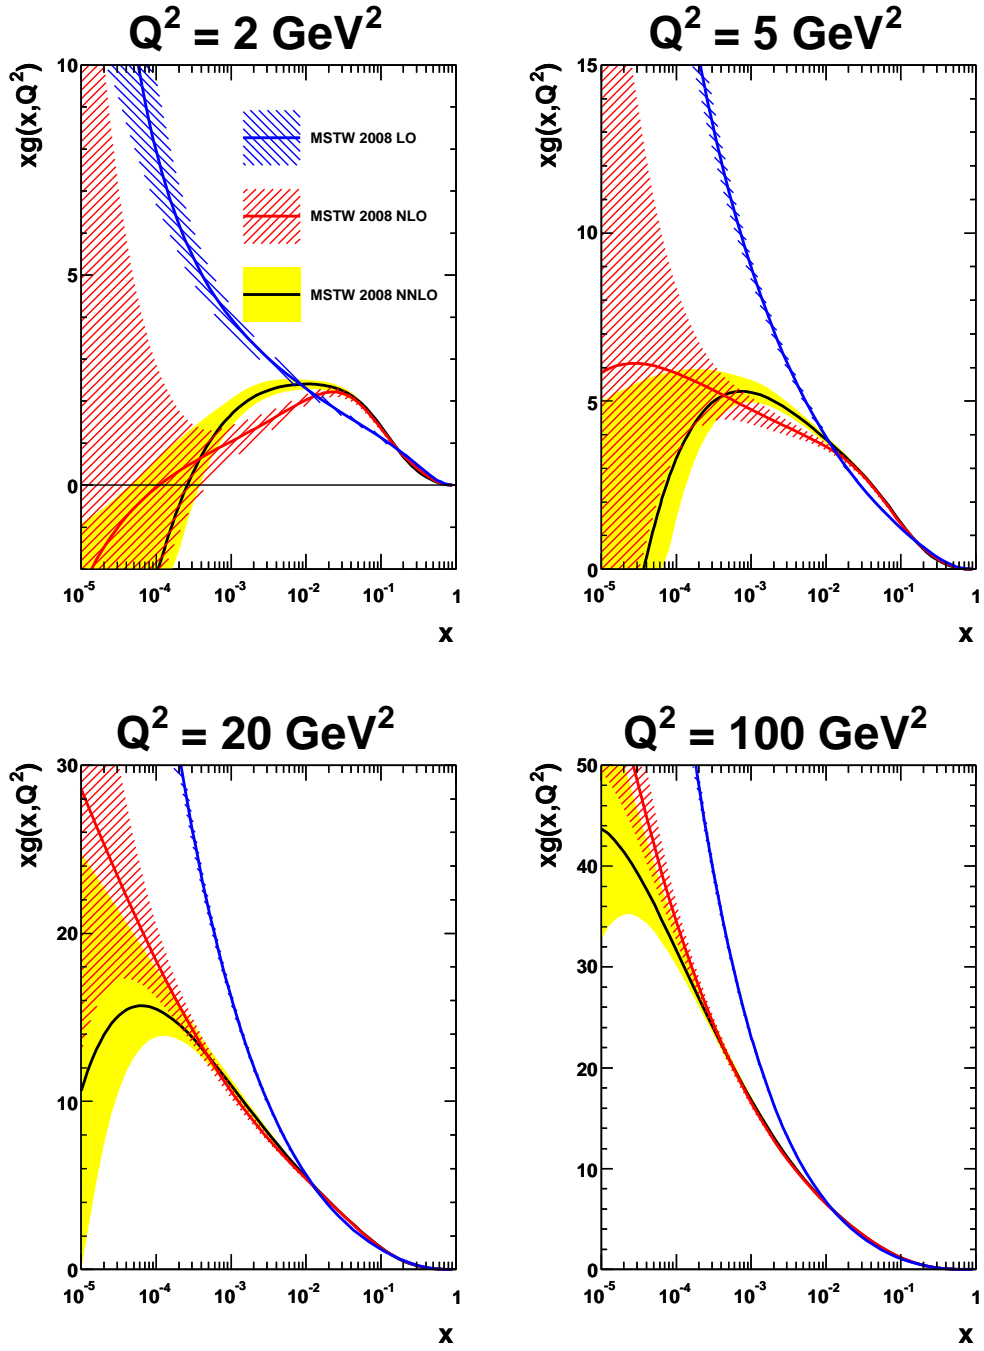 Q² = 2 GeV²
xg(x,Q²)
10
5
0
MSTW 2008 LO
MSTW 2008 NLO
MSTW 2008 NNLO
10⁻⁵ 10⁻⁴ 10⁻³ 10⁻² 10⁻¹ 1
x
Q² = 5 GeV²
xg(x,Q²)
15
10
5
0
10⁻⁵ 10⁻⁴ 10⁻³ 10⁻² 10⁻¹ 1
x
Q² = 20 GeV²
xg(x,Q²)
30
20
10
0
10⁻⁵ 10⁻⁴ 10⁻³ 10⁻² 10⁻¹ 1
x
Q² = 100 GeV²
xg(x,Q²)
50
40
30
20
10
0
10⁻⁵ 10⁻⁴ 10⁻³ 10⁻² 10⁻¹ 1
x